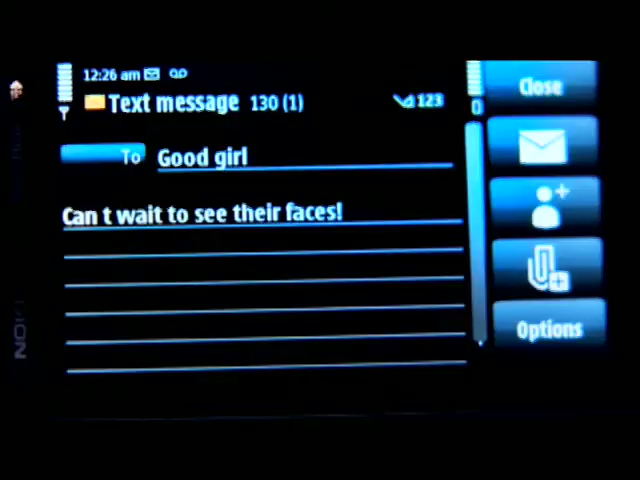 12:26 am
Close
Text message 130 (1) 123
0
To Good girl
Can t wait to see their faces!
Options
NOKIA